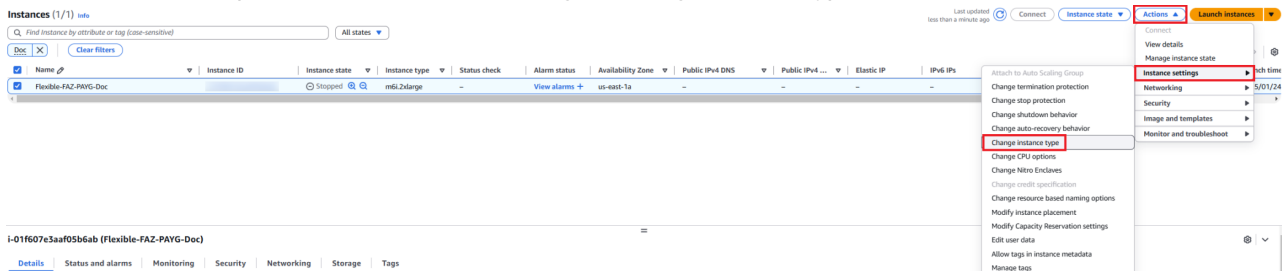 Instances (1/1) Info
Last updated
less than a minute ago
Connect
Instance state
Actions
Launch instances
Find Instance by attribute or tag (case-sensitive)
All states
Connect
View details
Manage instance state
Doc
Clear filters
Instance settings
Networking
Security
Image and templates
Monitor and troubleshoot
Name Instance ID Instance state Instance type Status check Alarm status Availability Zone Public IPv4 DNS Public IPv4 ... Elastic IP IPv6 IPs
Flexible-FAZ-PAYG-Doc Stopped m6i.2xlarge – View alarms + us-east-1a – – – –
5/01/24
Attach to Auto Scaling Group
Change termination protection
Change stop protection
Change shutdown behavior
Change auto-recovery behavior
Change instance type
Change CPU options
Change Nitro Enclaves
Change credit specification
Change resource based naming options
Modify instance placement
Modify Capacity Reservation settings
Edit user data
Allow tags in instance metadata
Manage tags
i-01f607e3aaf05b6ab (Flexible-FAZ-PAYG-Doc)
Details Status and alarms Monitoring Security Networking Storage Tags